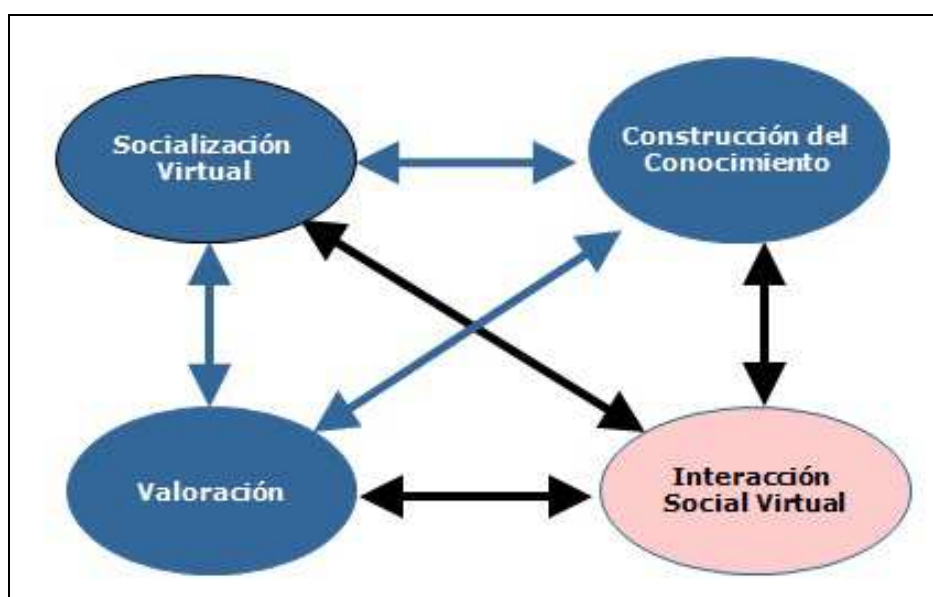 Socialización
Virtual
Construcción del
Conocimiento
Valoración
Interacción
Social Virtual